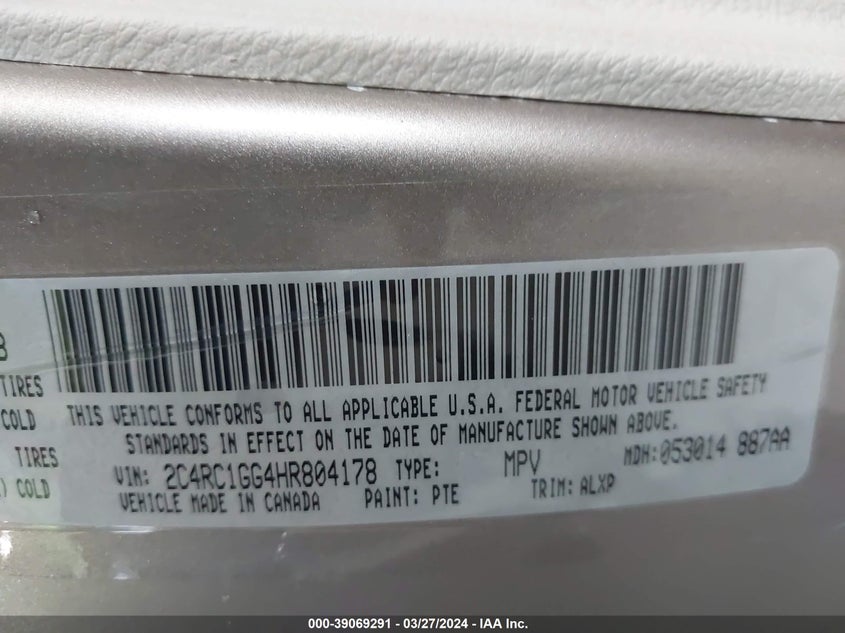 3
TIRES
COLD
TIRES
) COLD
THIS VEHICLE CONFORMS TO ALL APPLICABLE U.S.A. FEDERAL MOTOR VEHICLE SAFETY
STANDARDS IN EFFECT ON THE DATE OF MANUFACTURE SHOWN ABOVE.
VIN: 2C4RC1GG4HR804178 TYPE: MPV MDH: 053014 887AA
VEHICLE MADE IN CANADA PAINT: PTE TRIM: ALXP
000-39069291 - 03/27/2024 - IAA Inc.